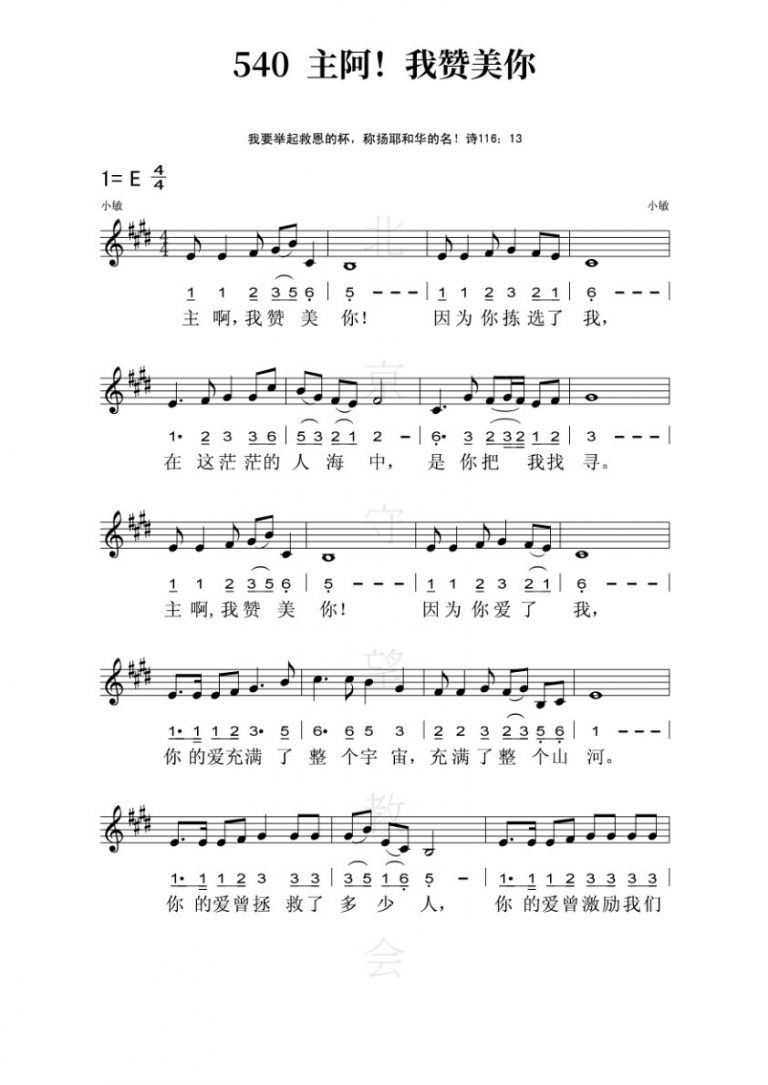 540 主阿！我赞美你
我要举起救恩的杯，称扬耶和华的名！诗116：13
1= E 4/4
小敏 小敏
1 1 2 3 5 6 | 5 - - - | 1 1 2 3 2 1 | 6 - - - |
主啊，我赞美你！因为你拣选了我，
1· 2 3 3 6 | 5 3 2 1 2 - | 6· 3 2 3 2 1 2 | 3 - - - |
在这茫茫的人海中，是你把我找寻。
1 1 2 3 5 6 | 5 - - - | 1 1 2 3 2 1 | 6 - - - |
主啊，我赞美你！因为你爱了我，
1· 1 1 2 3· 5 | 6· 6 5 3 | 2 2 3 2 3 5 6 | 1 - - - |
你的爱充满了整个宇宙，充满了整个山河。
1· 1 1 2 3 3 3 | 3 5 1 6 5 - | 1· 1 1 2 3 3 3 3 |
你的爱曾拯救了多少人，你的爱曾激励我们
北京守望教会